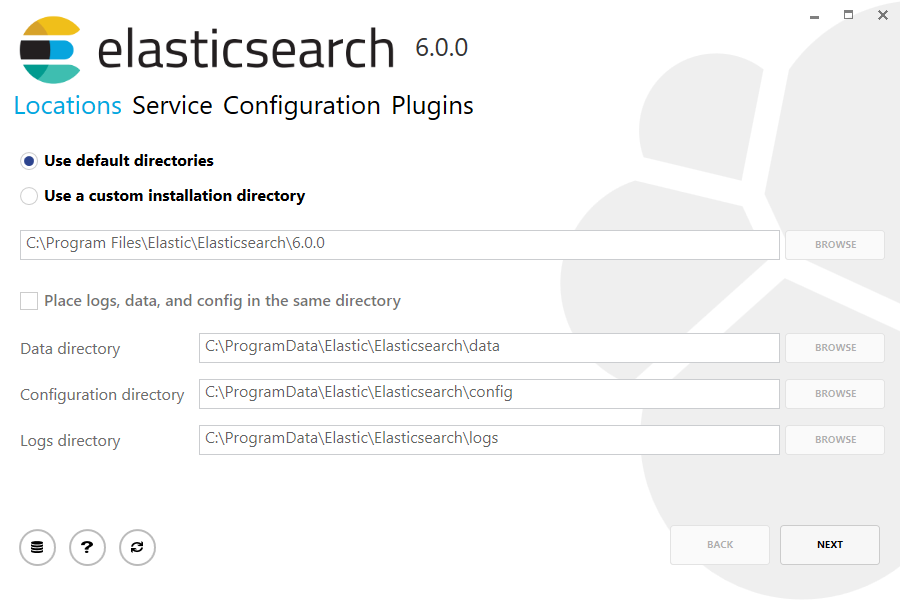 elasticsearch 6.0.0
Locations Service Configuration Plugins
Use default directories
Use a custom installation directory
C:\Program Files\Elastic\Elasticsearch\6.0.0 BROWSE
Place logs, data, and config in the same directory
Data directory C:\ProgramData\Elastic\Elasticsearch\data BROWSE
Configuration directory C:\ProgramData\Elastic\Elasticsearch\config BROWSE
Logs directory C:\ProgramData\Elastic\Elasticsearch\logs BROWSE
? BACK NEXT